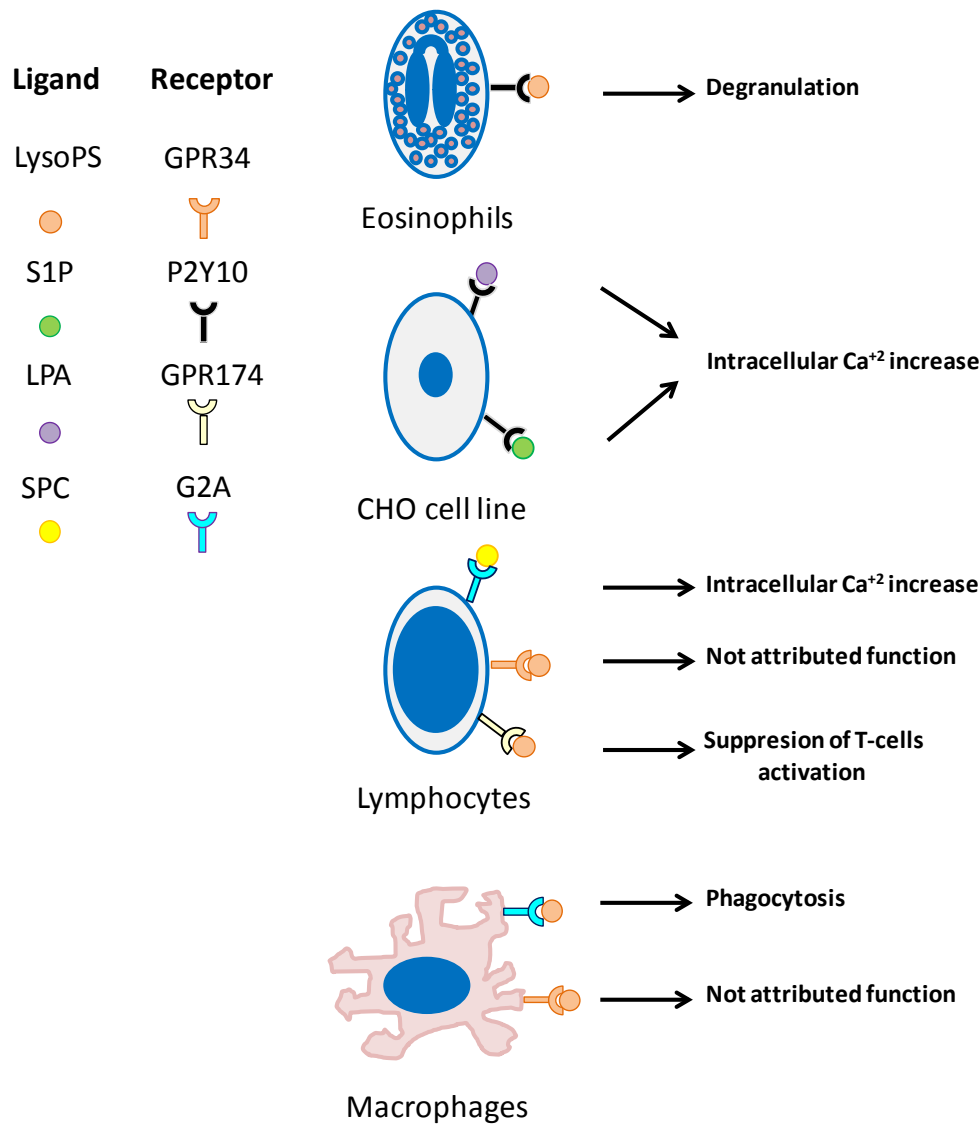 Ligand Receptor
LysoPS GPR34
S1P P2Y10
LPA GPR174
SPC G2A
Eosinophils
Degranulation
CHO cell line
Intracellular Ca⁺² increase
Lymphocytes
Intracellular Ca⁺² increase
Not attributed function
Suppresion of T-cells
activation
Macrophages
Phagocytosis
Not attributed function